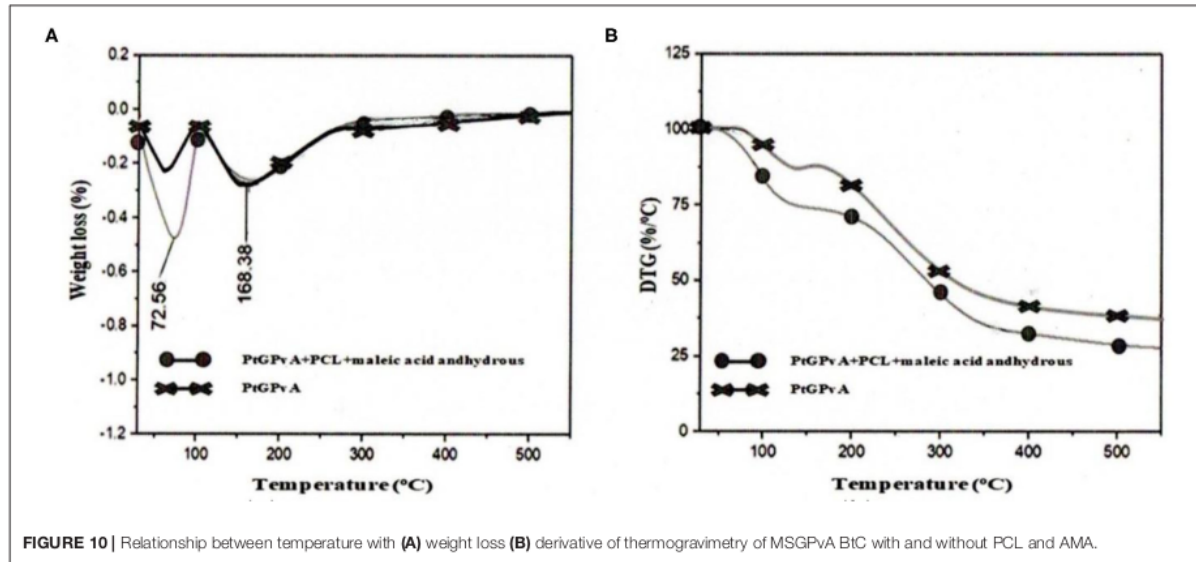 A
0.2
0.0
-0.2
-0.4
-0.6
-0.8
-1.0
-1.2
Weight loss (%)
72.56
168.38
PtGPvA+PCL+maleic acid andhydrous
PtGPvA
100
200
300
400
500
Temperature (°C)
B
125
100
75
50
25
0
DTG (%/°C)
PtGPvA+PCL+maleic acid andhydrous
PtGPvA
100
200
300
400
500
Temperature (°C)
FIGURE 10 | Relationship between temperature with (A) weight loss (B) derivative of thermogravimetry of MSGPvA BtC with and without PCL and AMA.